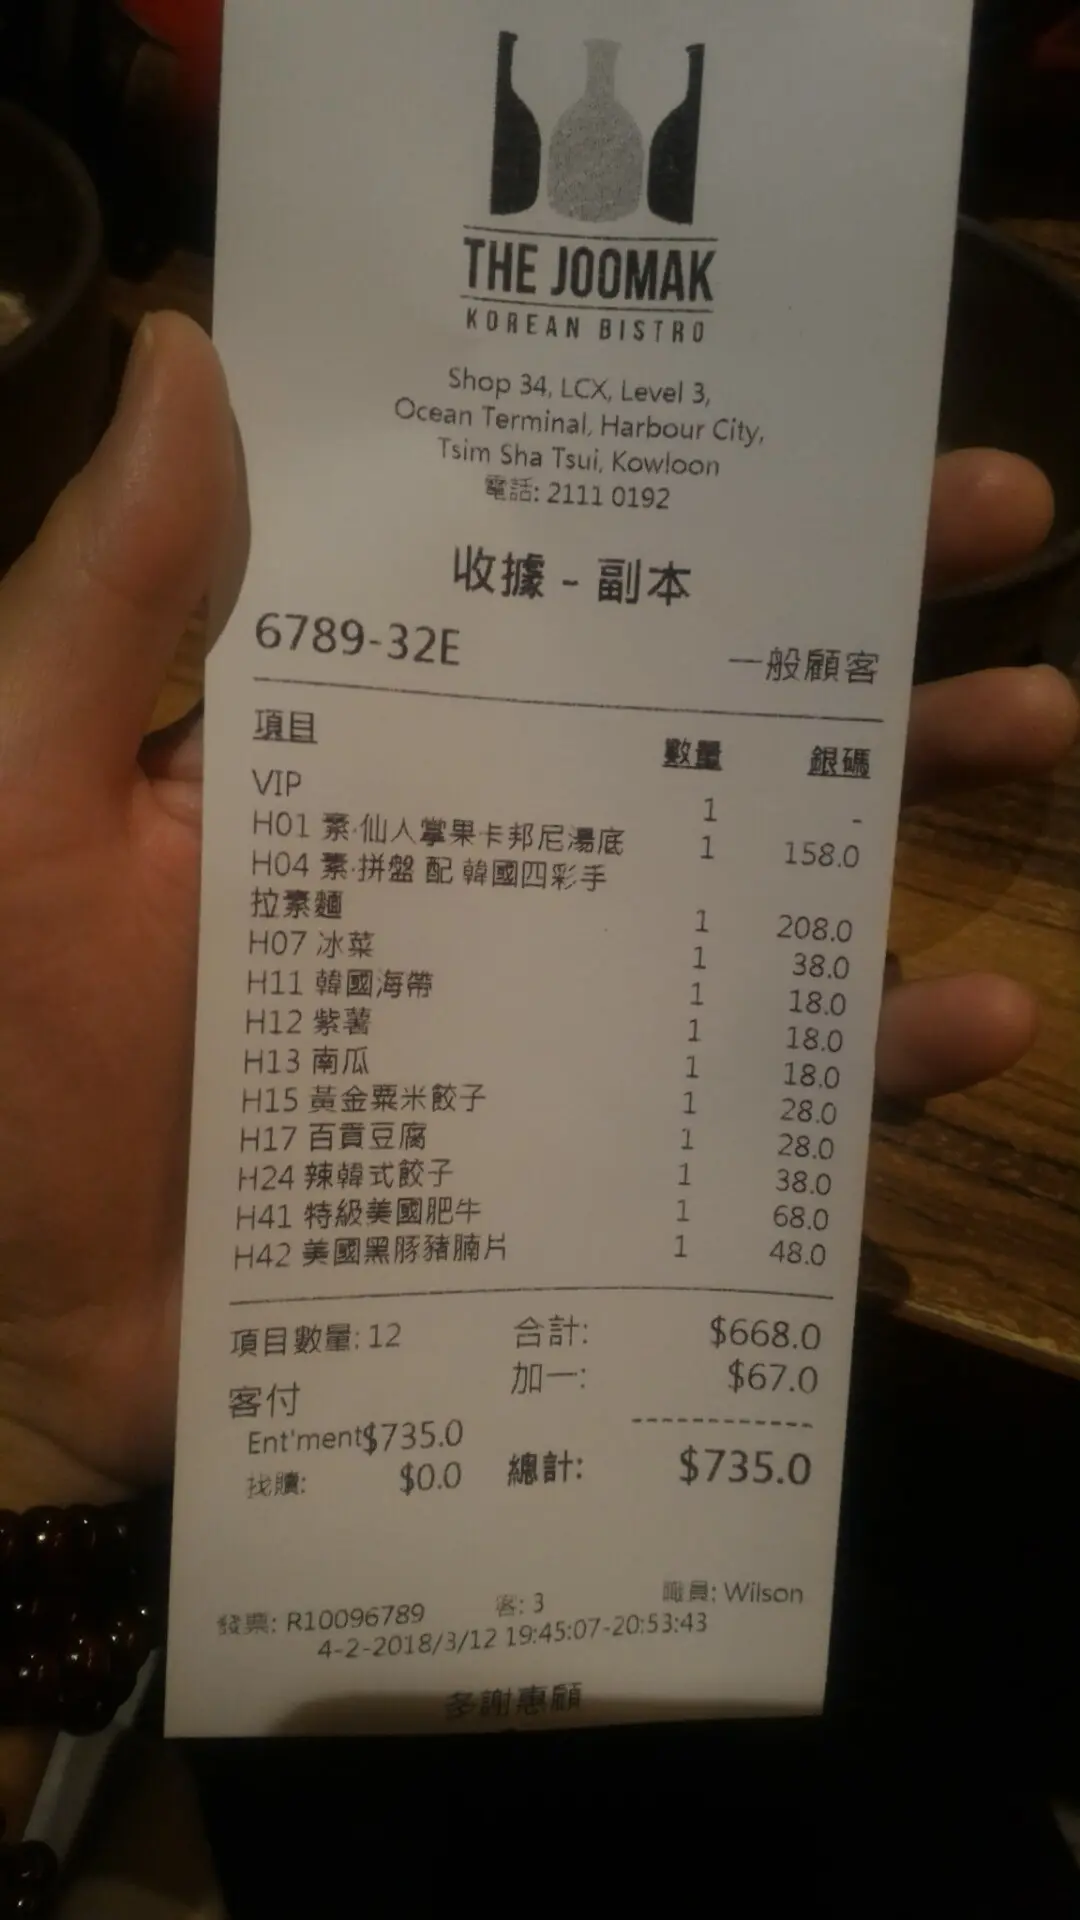 THE JOOMAK
KOREAN BISTRO
Shop 34, LCX, Level 3,
Ocean Terminal, Harbour City,
Tsim Sha Tsui, Kowloon
電話: 2111 0192
收據 - 副本
6789-32E 一般顧客
項目 數量 銀碼
VIP 1 -
H01 素·仙人掌果卡邦尼湯底 1 158.0
H04 素·拼盤 配 韓國四彩手
拉素麵 1 208.0
H07 冰菜 1 38.0
H11 韓國海帶 1 18.0
H12 紫薯 1 18.0
H13 南瓜 1 18.0
H15 黃金粟米餃子 1 28.0
H17 百頁豆腐 1 28.0
H24 辣韓式餃子 1 38.0
H41 特級美國肥牛 1 68.0
H42 美國黑豚豬腩片 1 48.0
項目數量: 12 合計: $668.0
加一: $67.0
客付
Ent'ment$735.0
找贖: $0.0 總計: $735.0
發票: R10096789 客: 3 職員: Wilson
4-2-2018/3/12 19:45:07-20:53:43
多謝惠顧